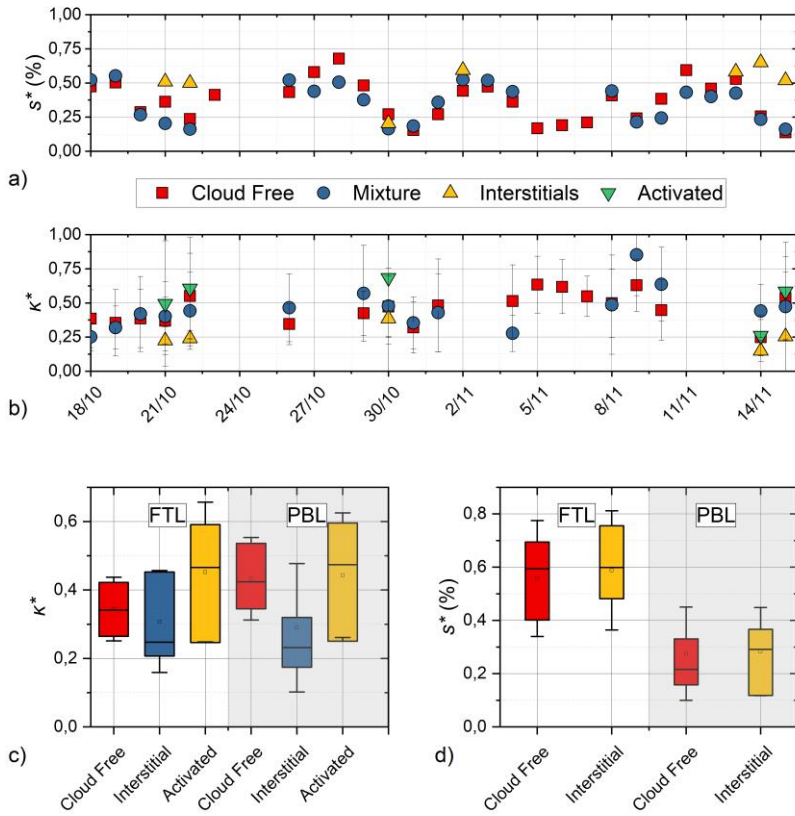 1,00
0,75
0,50
0,25
0,00
s* (%)
a)
Cloud Free Mixture Interstitials Activated
1,00
0,75
0,50
0,25
0,00
κ*
b)
18/10 21/10 24/10 27/10 30/10 2/11 5/11 8/11 11/11 14/11
FTL PBL
0,6
0,4
0,2
0,0
κ*
c)
Cloud Free Interstitial Activated Cloud Free Interstitial Activated
FTL PBL
0,8
0,6
0,4
0,2
0,0
s* (%)
d)
Cloud Free Interstitial Cloud Free Interstitial